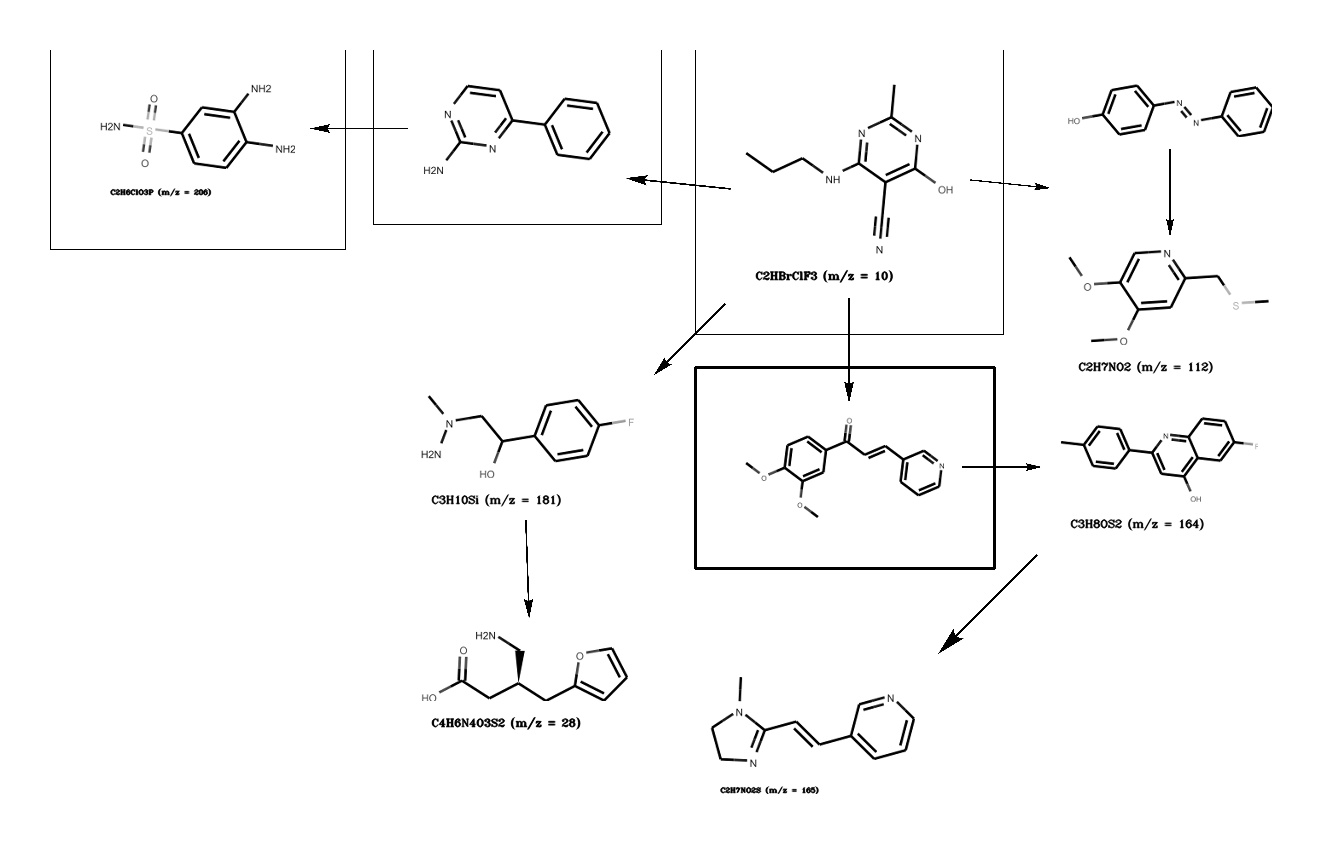 O
NH2
H2N
S
O
NH2
C2H6ClO3P (m/z = 206)
N
N
H2N
N
N
NH
OH
N
C2HBrClF3 (m/z = 10)
HO
N
N
N
O
O
S
C2H7NO2 (m/z = 112)
N
H2N
HO
F
C3H10Si (m/z = 181)
O
O
O
N
N
F
OH
C3H8OS2 (m/z = 164)
H2N
O
HO
O
C4H6N4O3S2 (m/z = 28)
N
N
N
C2H7NO2S (m/z = 165)